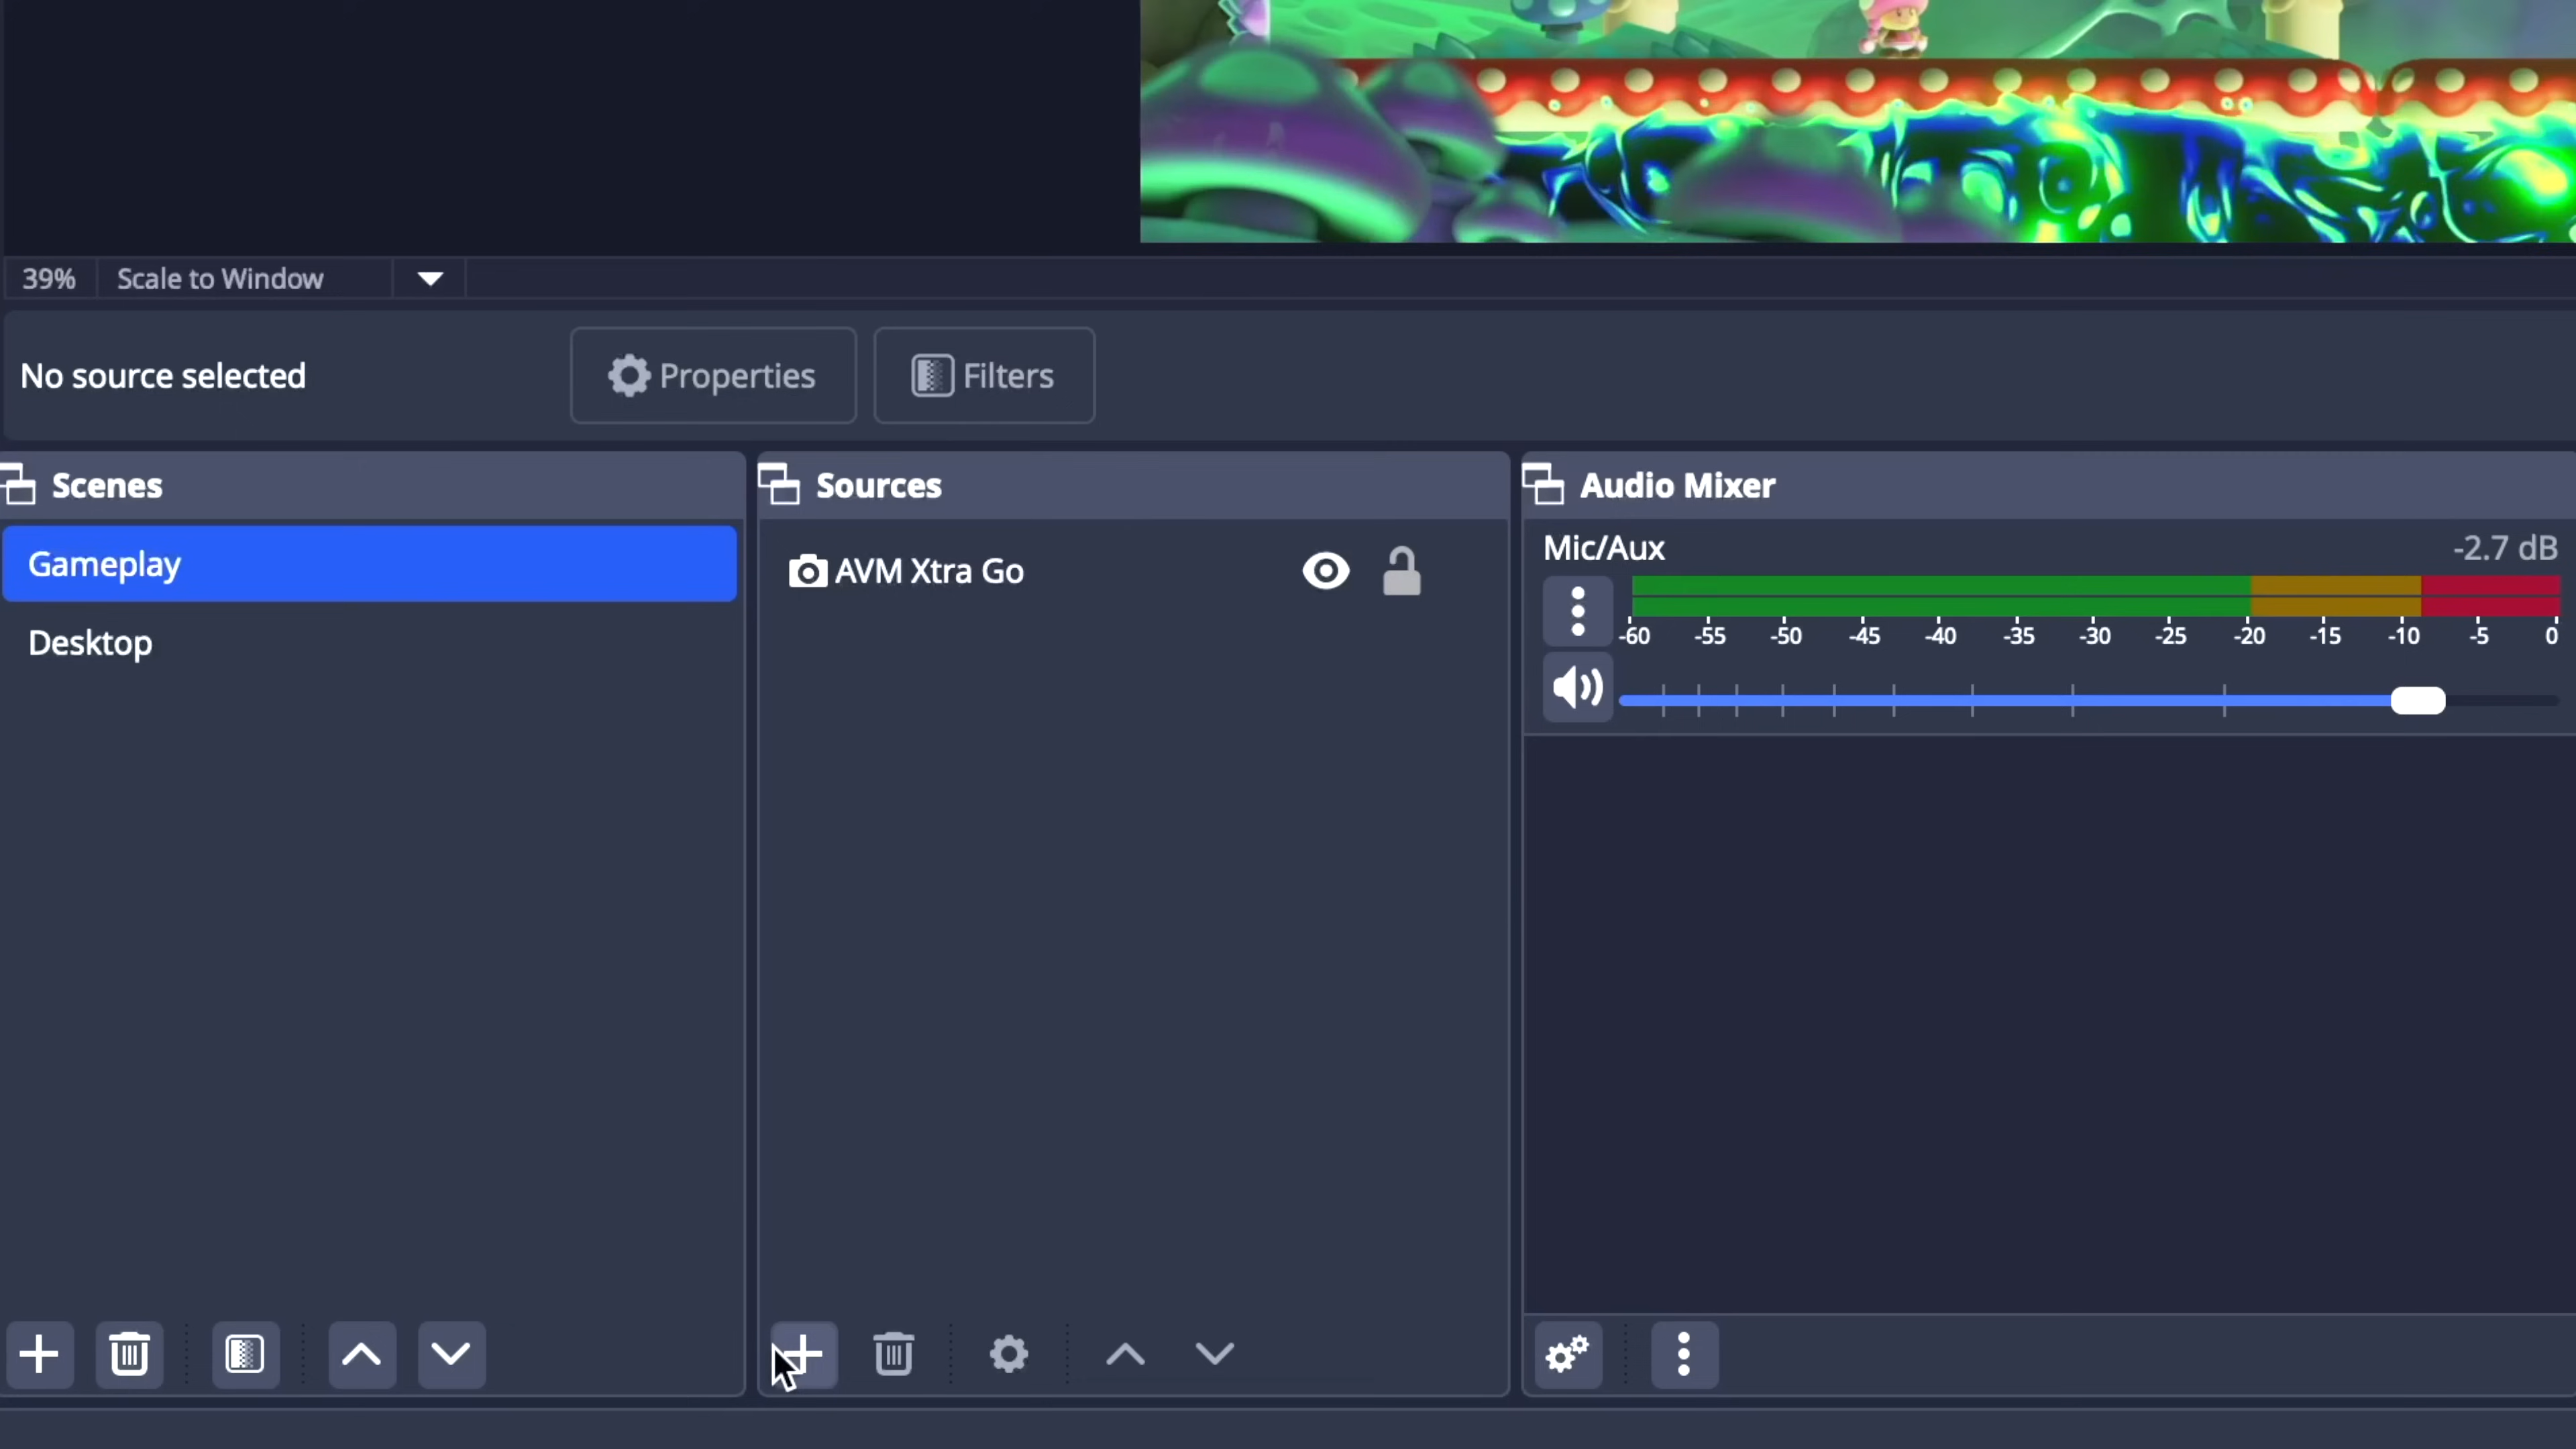 39% Scale to Window
No source selected
Properties
Filters
Scenes
Gameplay
Desktop
Sources
AVM Xtra Go
Audio Mixer
Mic/Aux -2.7 dB
-60 -55 -50 -45 -40 -35 -30 -25 -20 -15 -10 -5 0